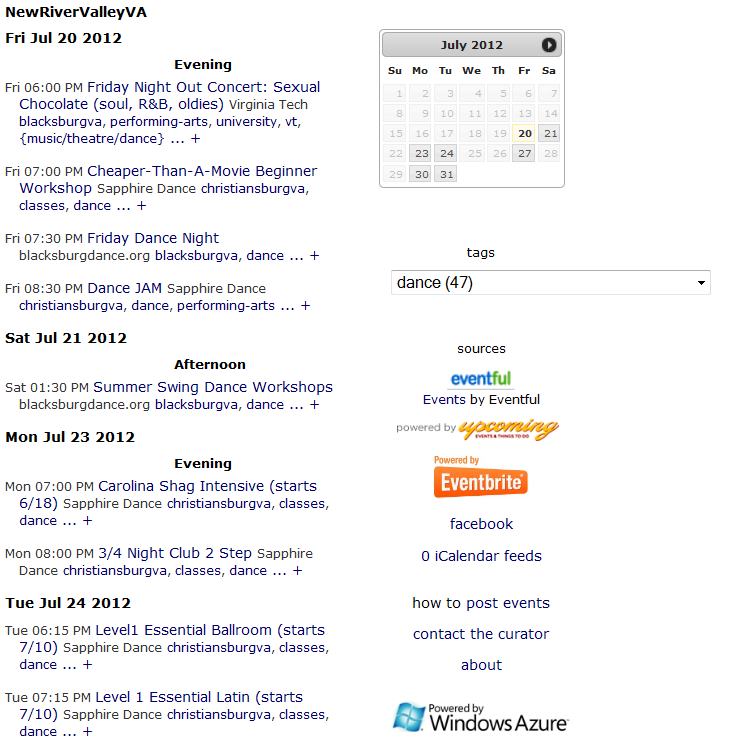 NewRiverValleyVA
Fri Jul 20 2012
Evening
Fri 06:00 PM Friday Night Out Concert: Sexual
Chocolate (soul, R&B, oldies) Virginia Tech
blacksburgva, performing-arts, university, vt,
{music/theatre/dance} ... +
Fri 07:00 PM Cheaper-Than-A-Movie Beginner
Workshop Sapphire Dance christiansburgva,
classes, dance ... +
Fri 07:30 PM Friday Dance Night
blacksburgdance.org blacksburgva, dance ... +
Fri 08:30 PM Dance JAM Sapphire Dance
christiansburgva, dance, performing-arts ... +
Sat Jul 21 2012
Afternoon
Sat 01:30 PM Summer Swing Dance Workshops
blacksburgdance.org blacksburgva, dance ... +
Mon Jul 23 2012
Evening
Mon 07:00 PM Carolina Shag Intensive (starts
6/18) Sapphire Dance christiansburgva, classes,
dance ... +
Mon 08:00 PM 3/4 Night Club 2 Step Sapphire
Dance christiansburgva, classes, dance ... +
Tue Jul 24 2012
Tue 06:15 PM Level1 Essential Ballroom (starts
7/10) Sapphire Dance christiansburgva, classes,
dance ... +
Tue 07:15 PM Level 1 Essential Latin (starts
7/10) Sapphire Dance christiansburgva, classes,
dance ... +
July 2012
Su Mo Tu We Th Fr Sa
1 2 3 4 5 6 7
8 9 10 11 12 13 14
15 16 17 18 19 20 21
22 23 24 25 26 27 28
29 30 31
tags
dance (47)
sources
eventful
Events by Eventful
powered by upcoming
EVENTS & THINGS TO DO
Powered by
Eventbrite
facebook
0 iCalendar feeds
how to post events
contact the curator
about
Powered by
Windows Azure